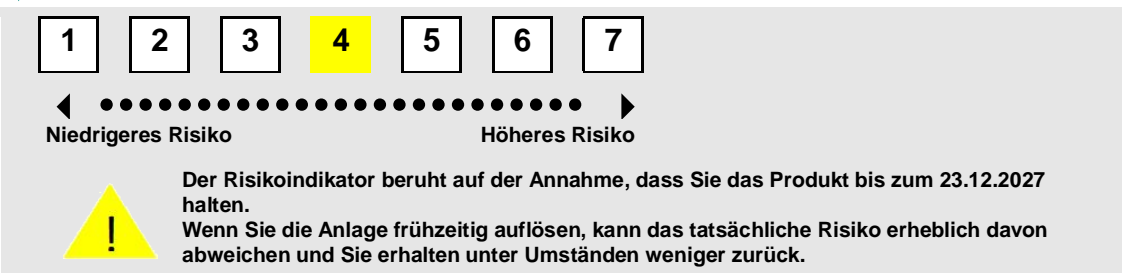 1 2 3 4 5 6 7
Niedrigeres Risiko Höheres Risiko
Der Risikoindikator beruht auf der Annahme, dass Sie das Produkt bis zum 23.12.2027
halten.
! Wenn Sie die Anlage frühzeitig auflösen, kann das tatsächliche Risiko erheblich davon
abweichen und Sie erhalten unter Umständen weniger zurück.